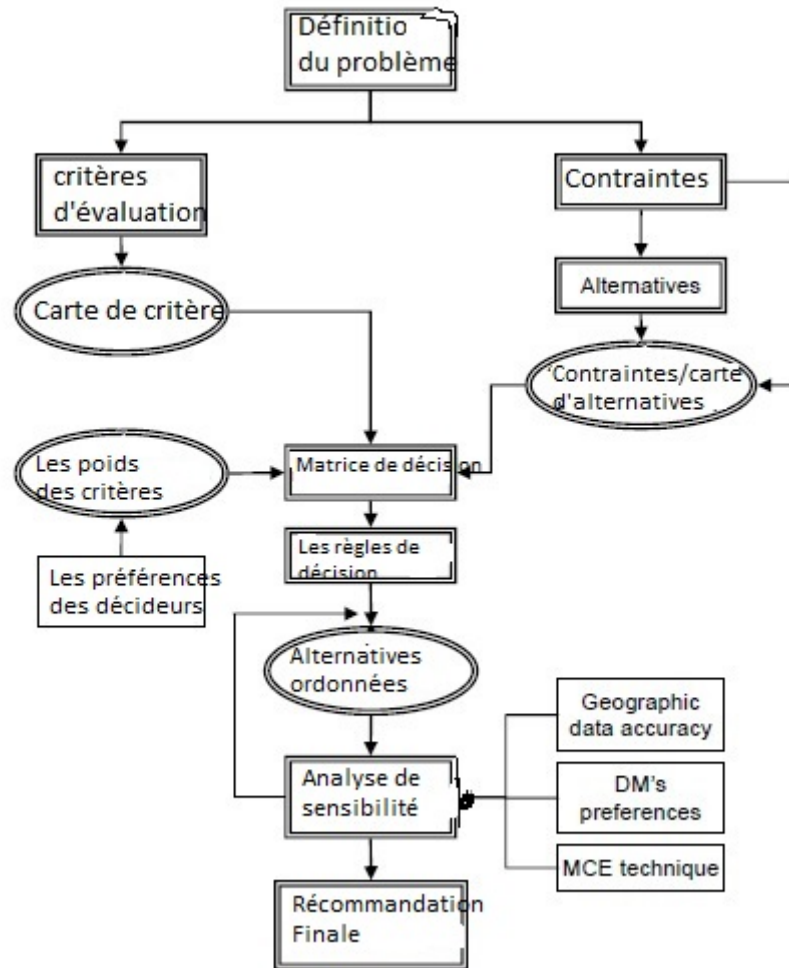 Définitio
du problème
critères
d'évaluation
Contraintes
Carte de critère
Alternatives
'Contraintes/carte
d'alternatives
Les poids
des critères
Matrice de décision
Les préférences
des décideurs
Les règles de
décision
Alternatives
ordonnées
Geographic
data accuracy
Analyse de
sensibilité
DM's
preferences
MCE technique
Récommandation
Finale